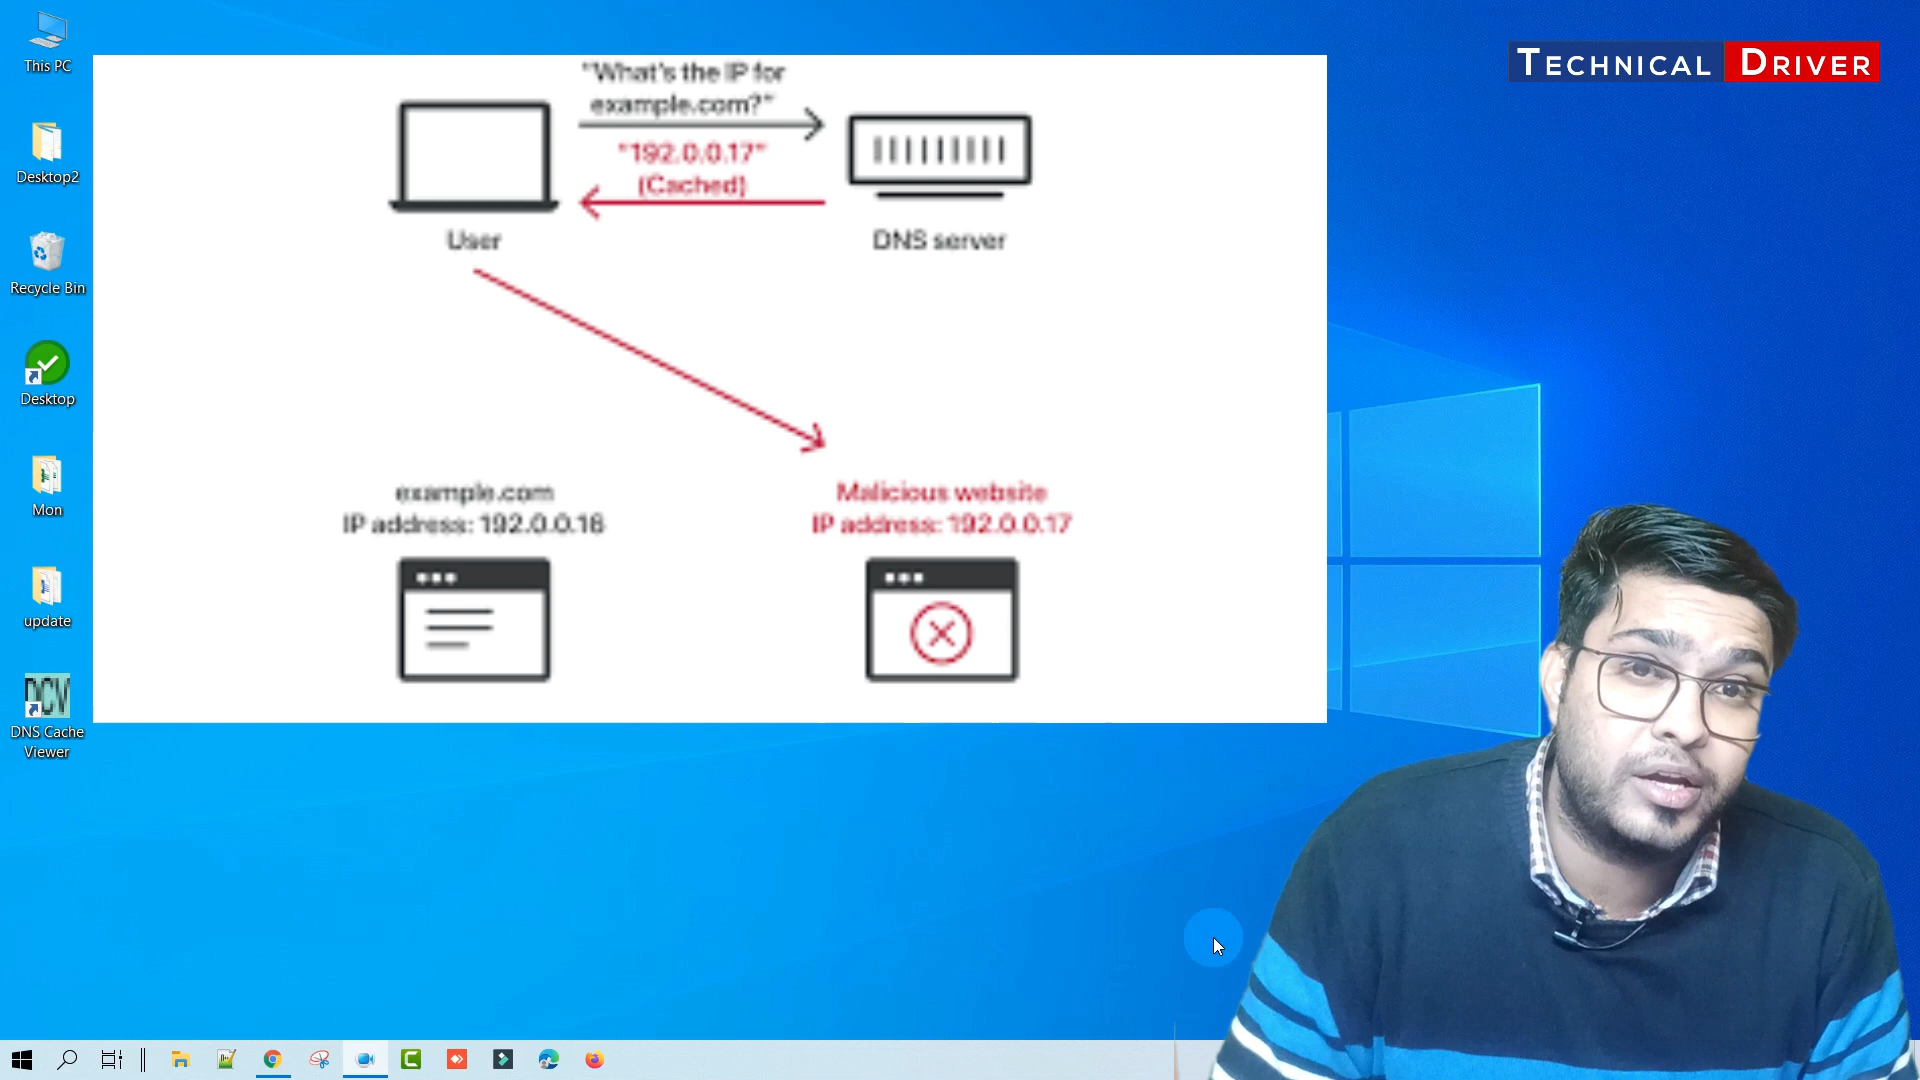 TECHNICAL DRIVER
This PC
Desktop2
Recycle Bin
Desktop
Mon
update
DCV
DNS Cache
Viewer
"What's the IP for
example.com?"
"192.0.0.17"
(Cached)
User
DNS server
example.com
IP address: 192.0.0.16
Malicious website
IP address: 192.0.0.17